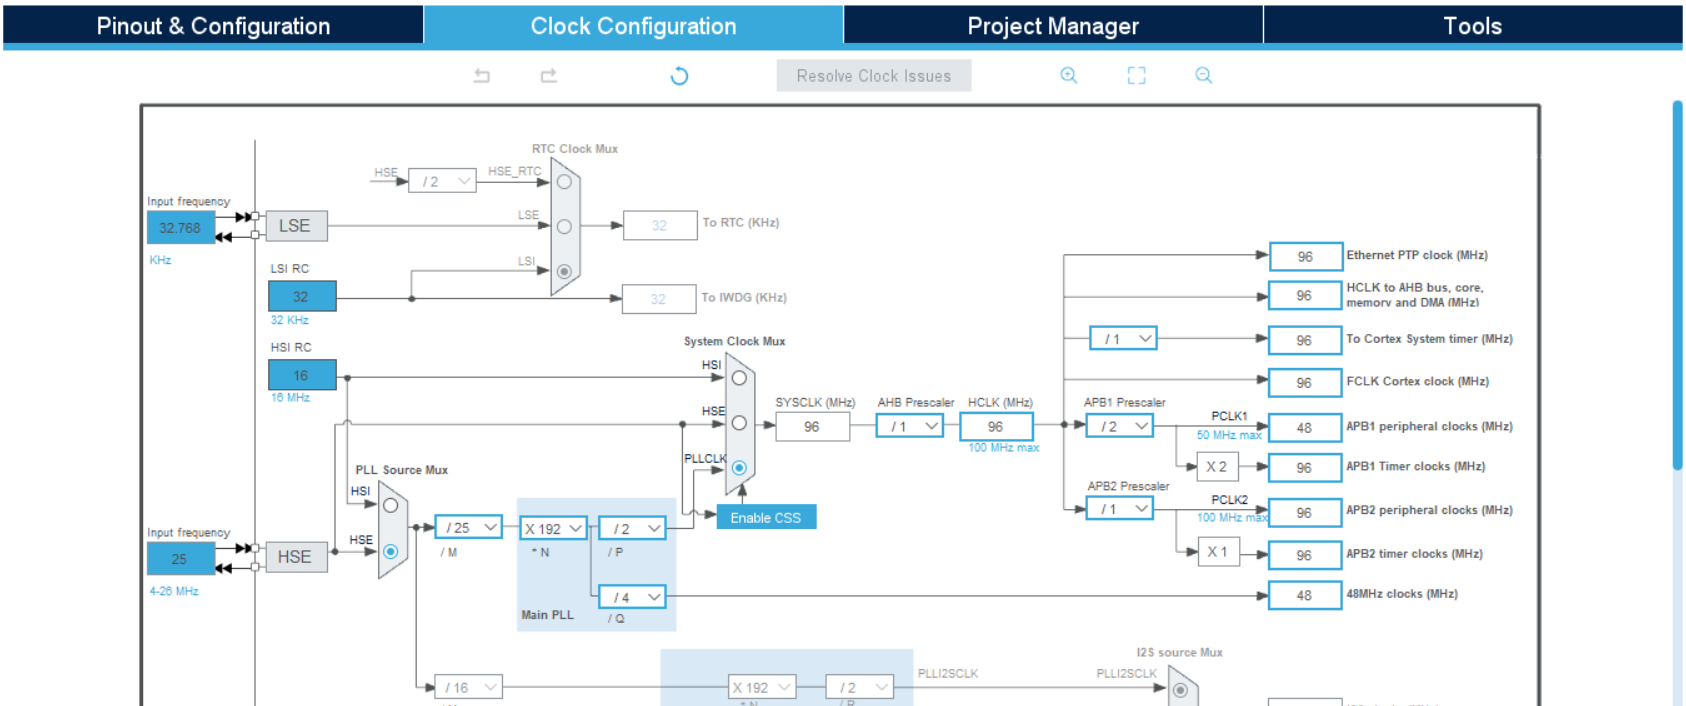 Pinout & Configuration
Clock Configuration
Project Manager
Tools
Resolve Clock Issues
RTC Clock Mux
HSE
/ 2
HSE_RTC
Input frequency
32.768
KHz
LSE
LSE
32
To RTC (KHz)
LSI RC
LSI
32
32 KHz
32
To IWDG (KHz)
HSI RC
16
16 MHz
System Clock Mux
HSI
HSE
PLLCLK
SYSCLK (MHz)
96
AHB Prescaler
/ 1
HCLK (MHz)
96
100 MHz max
96
Ethernet PTP clock (MHz)
96
HCLK to AHB bus, core,
memory and DMA (MHz)
/ 1
96
To Cortex System timer (MHz)
96
FCLK Cortex clock (MHz)
APB1 Prescaler
/ 2
PCLK1
50 MHz max
48
APB1 peripheral clocks (MHz)
X 2
96
APB1 Timer clocks (MHz)
APB2 Prescaler
/ 1
PCLK2
100 MHz max
96
APB2 peripheral clocks (MHz)
X 1
96
APB2 timer clocks (MHz)
48
48MHz clocks (MHz)
PLL Source Mux
HSI
HSE
Enable CSS
Input frequency
25
4-26 MHz
HSE
/ 25
/ M
X 192
* N
/ 2
/ P
/ 4
/ Q
Main PLL
I2S source Mux
/ 16
X 192
* N
/ 2
/ R
PLLI2SCLK
PLLI2SCLK